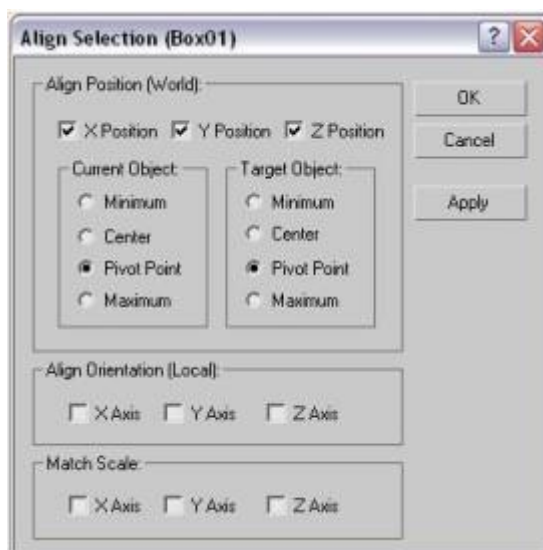 Align Selection (Box01)
Align Position (World):
X Position Y Position Z Position
Current Object:
Minimum
Center
Pivot Point
Maximum
Target Object:
Minimum
Center
Pivot Point
Maximum
OK
Cancel
Apply
Align Orientation (Local):
X Axis Y Axis Z Axis
Match Scale:
X Axis Y Axis Z Axis